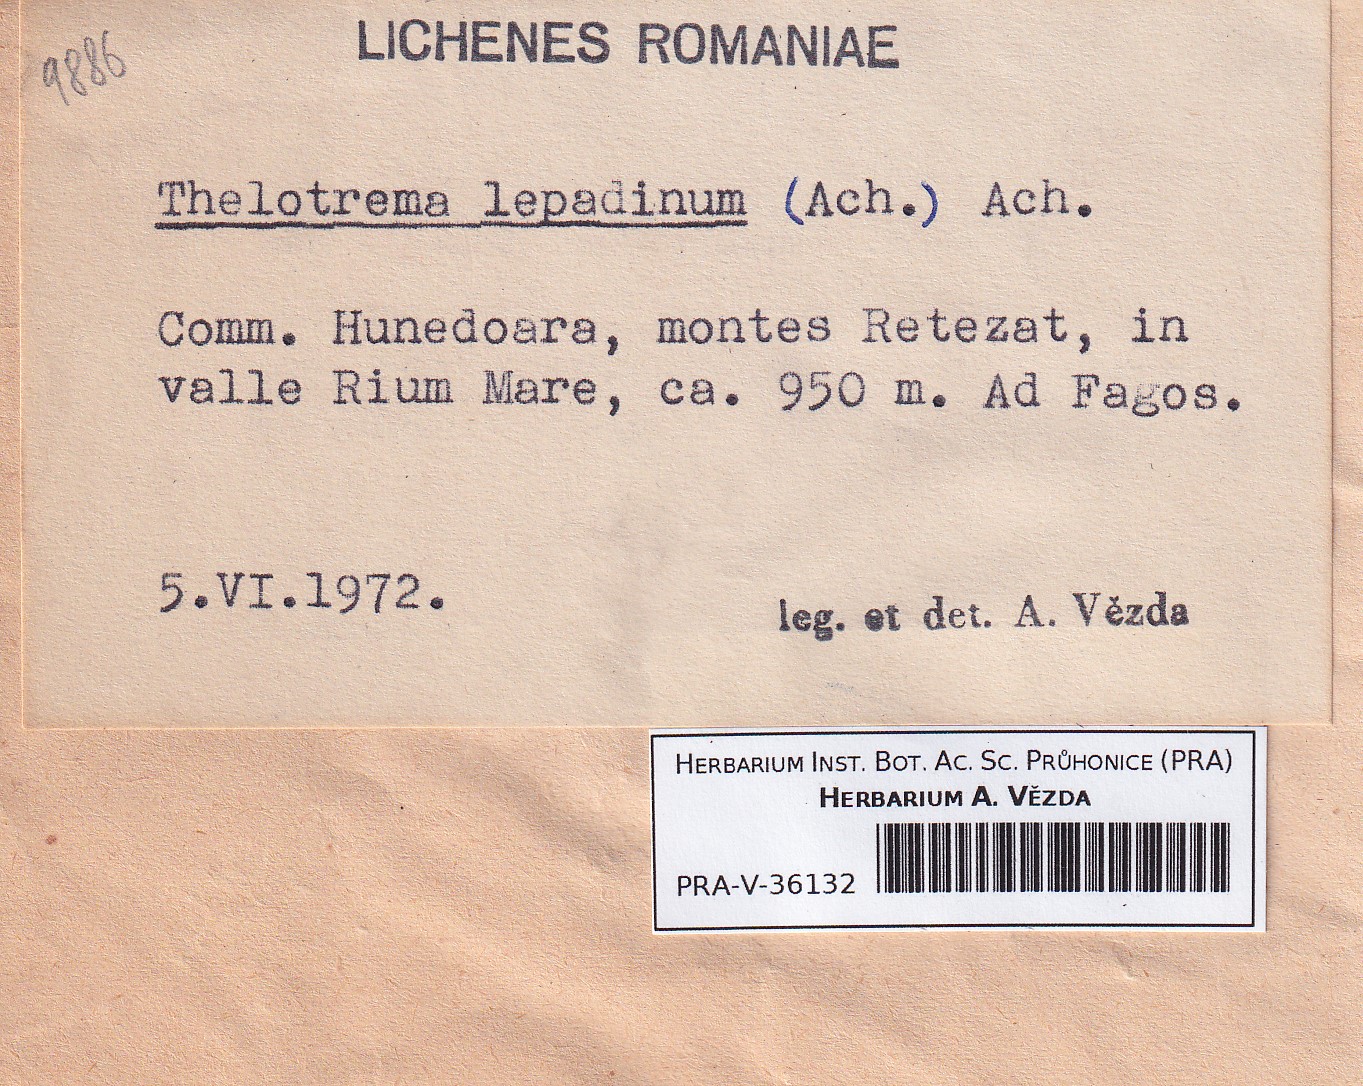 LICHENES ROMANIAE
9886
Thelotrema lepadinum (Ach.) Ach.
Comm. Hunedoara, montes Retezat, in
valle Rium Mare, ca. 950 m. Ad Fagos.
5.VI.1972.
leg. et det. A. Vězda
HERBARIUM INST. BOT. AC. SC. PRŮHONICE (PRA)
HERBARIUM A. VĚZDA
PRA-V-36132